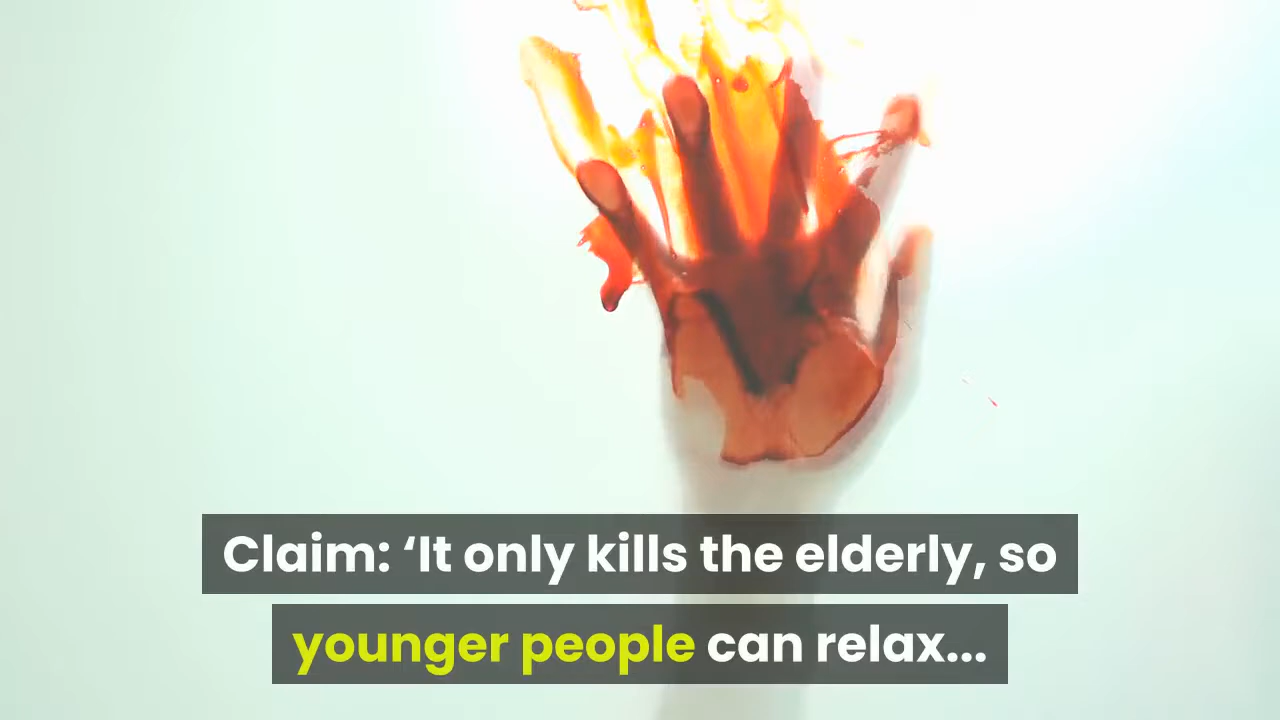 Claim: ‘It only kills the elderly, so
younger people can relax...